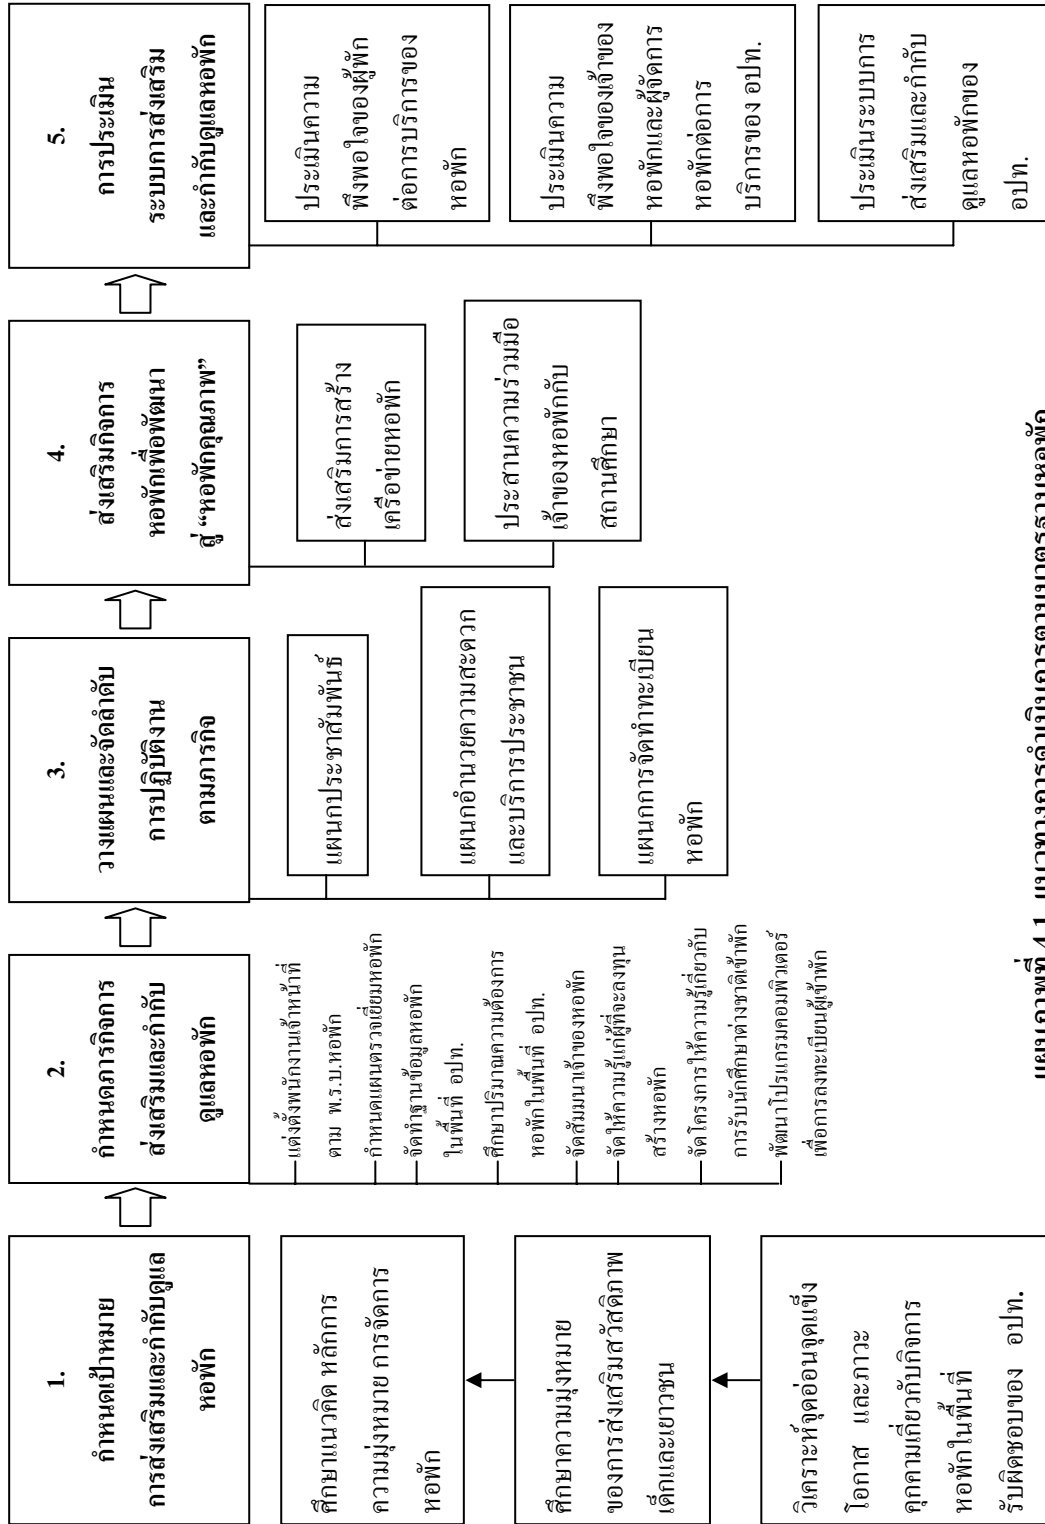 1.
กำหนดเป้าหมาย
การส่งเสริมและกำกับดูแล
หอพัก
ศึกษาแนวคิด หลักการ
ความมุ่งหมาย การจัดการ
หอพัก
ศึกษาความมุ่งหมาย
ของการส่งเสริมสวัสดิภาพ
เด็กและเยาวชน
วิเคราะห์จุดอ่อนจุดแข็ง
โอกาส และภาวะ
คุกคามเกี่ยวกับกิจการ
หอพักในพื้นที่
รับผิดชอบของ อปท.
2.
กำหนดภารกิจการ
ส่งเสริมและกำกับ
ดูแลหอพัก
แต่งตั้งพนักงานเจ้าหน้าที่
ตาม พ.ร.บ.หอพัก
กำหนดแผนตรวจเยี่ยมหอพัก
จัดทำฐานข้อมูลหอพัก
ในพื้นที่ อปท.
ศึกษาปริมาณความต้องการ
หอพักในพื้นที่ อปท.
จัดสัมมนาเจ้าของหอพัก
จัดให้ความรู้แก่ผู้ที่จะลงทุน
สร้างหอพัก
จัดโครงการให้ความรู้เกี่ยวกับ
การรับนักศึกษาต่างชาติเข้าพัก
พัฒนาโปรแกรมคอมพิวเตอร์
เพื่อการลงทะเบียนผู้เข้าพัก
3.
วางแผนและจัดลำดับ
การปฏิบัติงาน
ตามภารกิจ
แผนกประชาสัมพันธ์
แผนกอำนวยความสะดวก
และบริการประชาชน
แผนกการจัดทำทะเบียน
หอพัก
4.
ส่งเสริมกิจการ
หอพักเพื่อพัฒนา
สู่ “หอพักคุณภาพ”
ส่งเสริมการสร้าง
เครือข่ายหอพัก
ประสานความร่วมมือ
เจ้าของหอพักกับ
สถานศึกษา
5.
การประเมิน
ระบบการส่งเสริม
และกำกับดูแลหอพัก
ประเมินความ
พึงพอใจของผู้พัก
ต่อการบริการของ
หอพัก
ประเมินความ
พึงพอใจของเจ้าของ
หอพักและผู้จัดการ
หอพักต่อการ
บริการของ อปท.
ประเมินระบบการ
ส่งเสริมและกำกับ
ดูแลหอพักของ
อปท.
แผนภาพที่ 4.1 แนวทางการดำเนินการตามมาตรฐานหอพัก